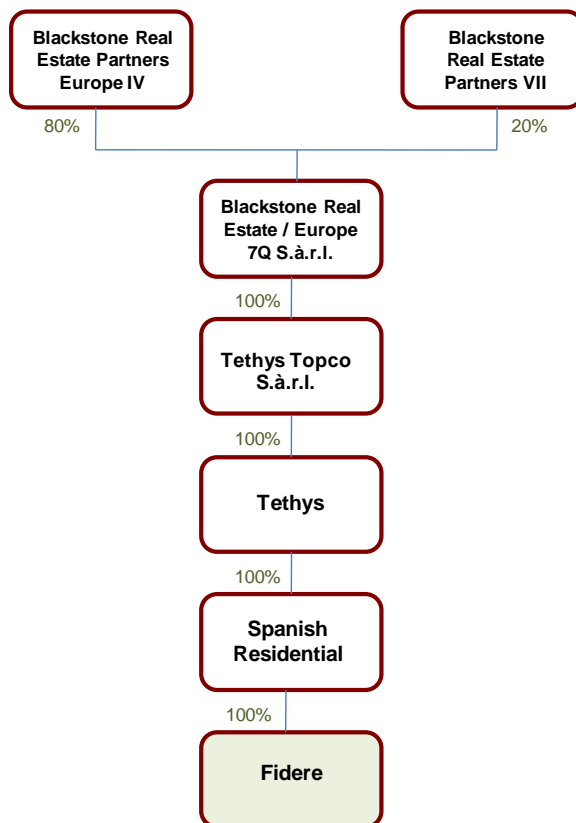 Blackstone Real
Estate Partners
Europe IV
Blackstone
Real Estate
Partners VII
80%
20%
Blackstone Real
Estate / Europe
7Q S.à.r.l.
100%
Tethys Topco
S.à.r.l.
100%
Tethys
100%
Spanish
Residential
100%
Fidere